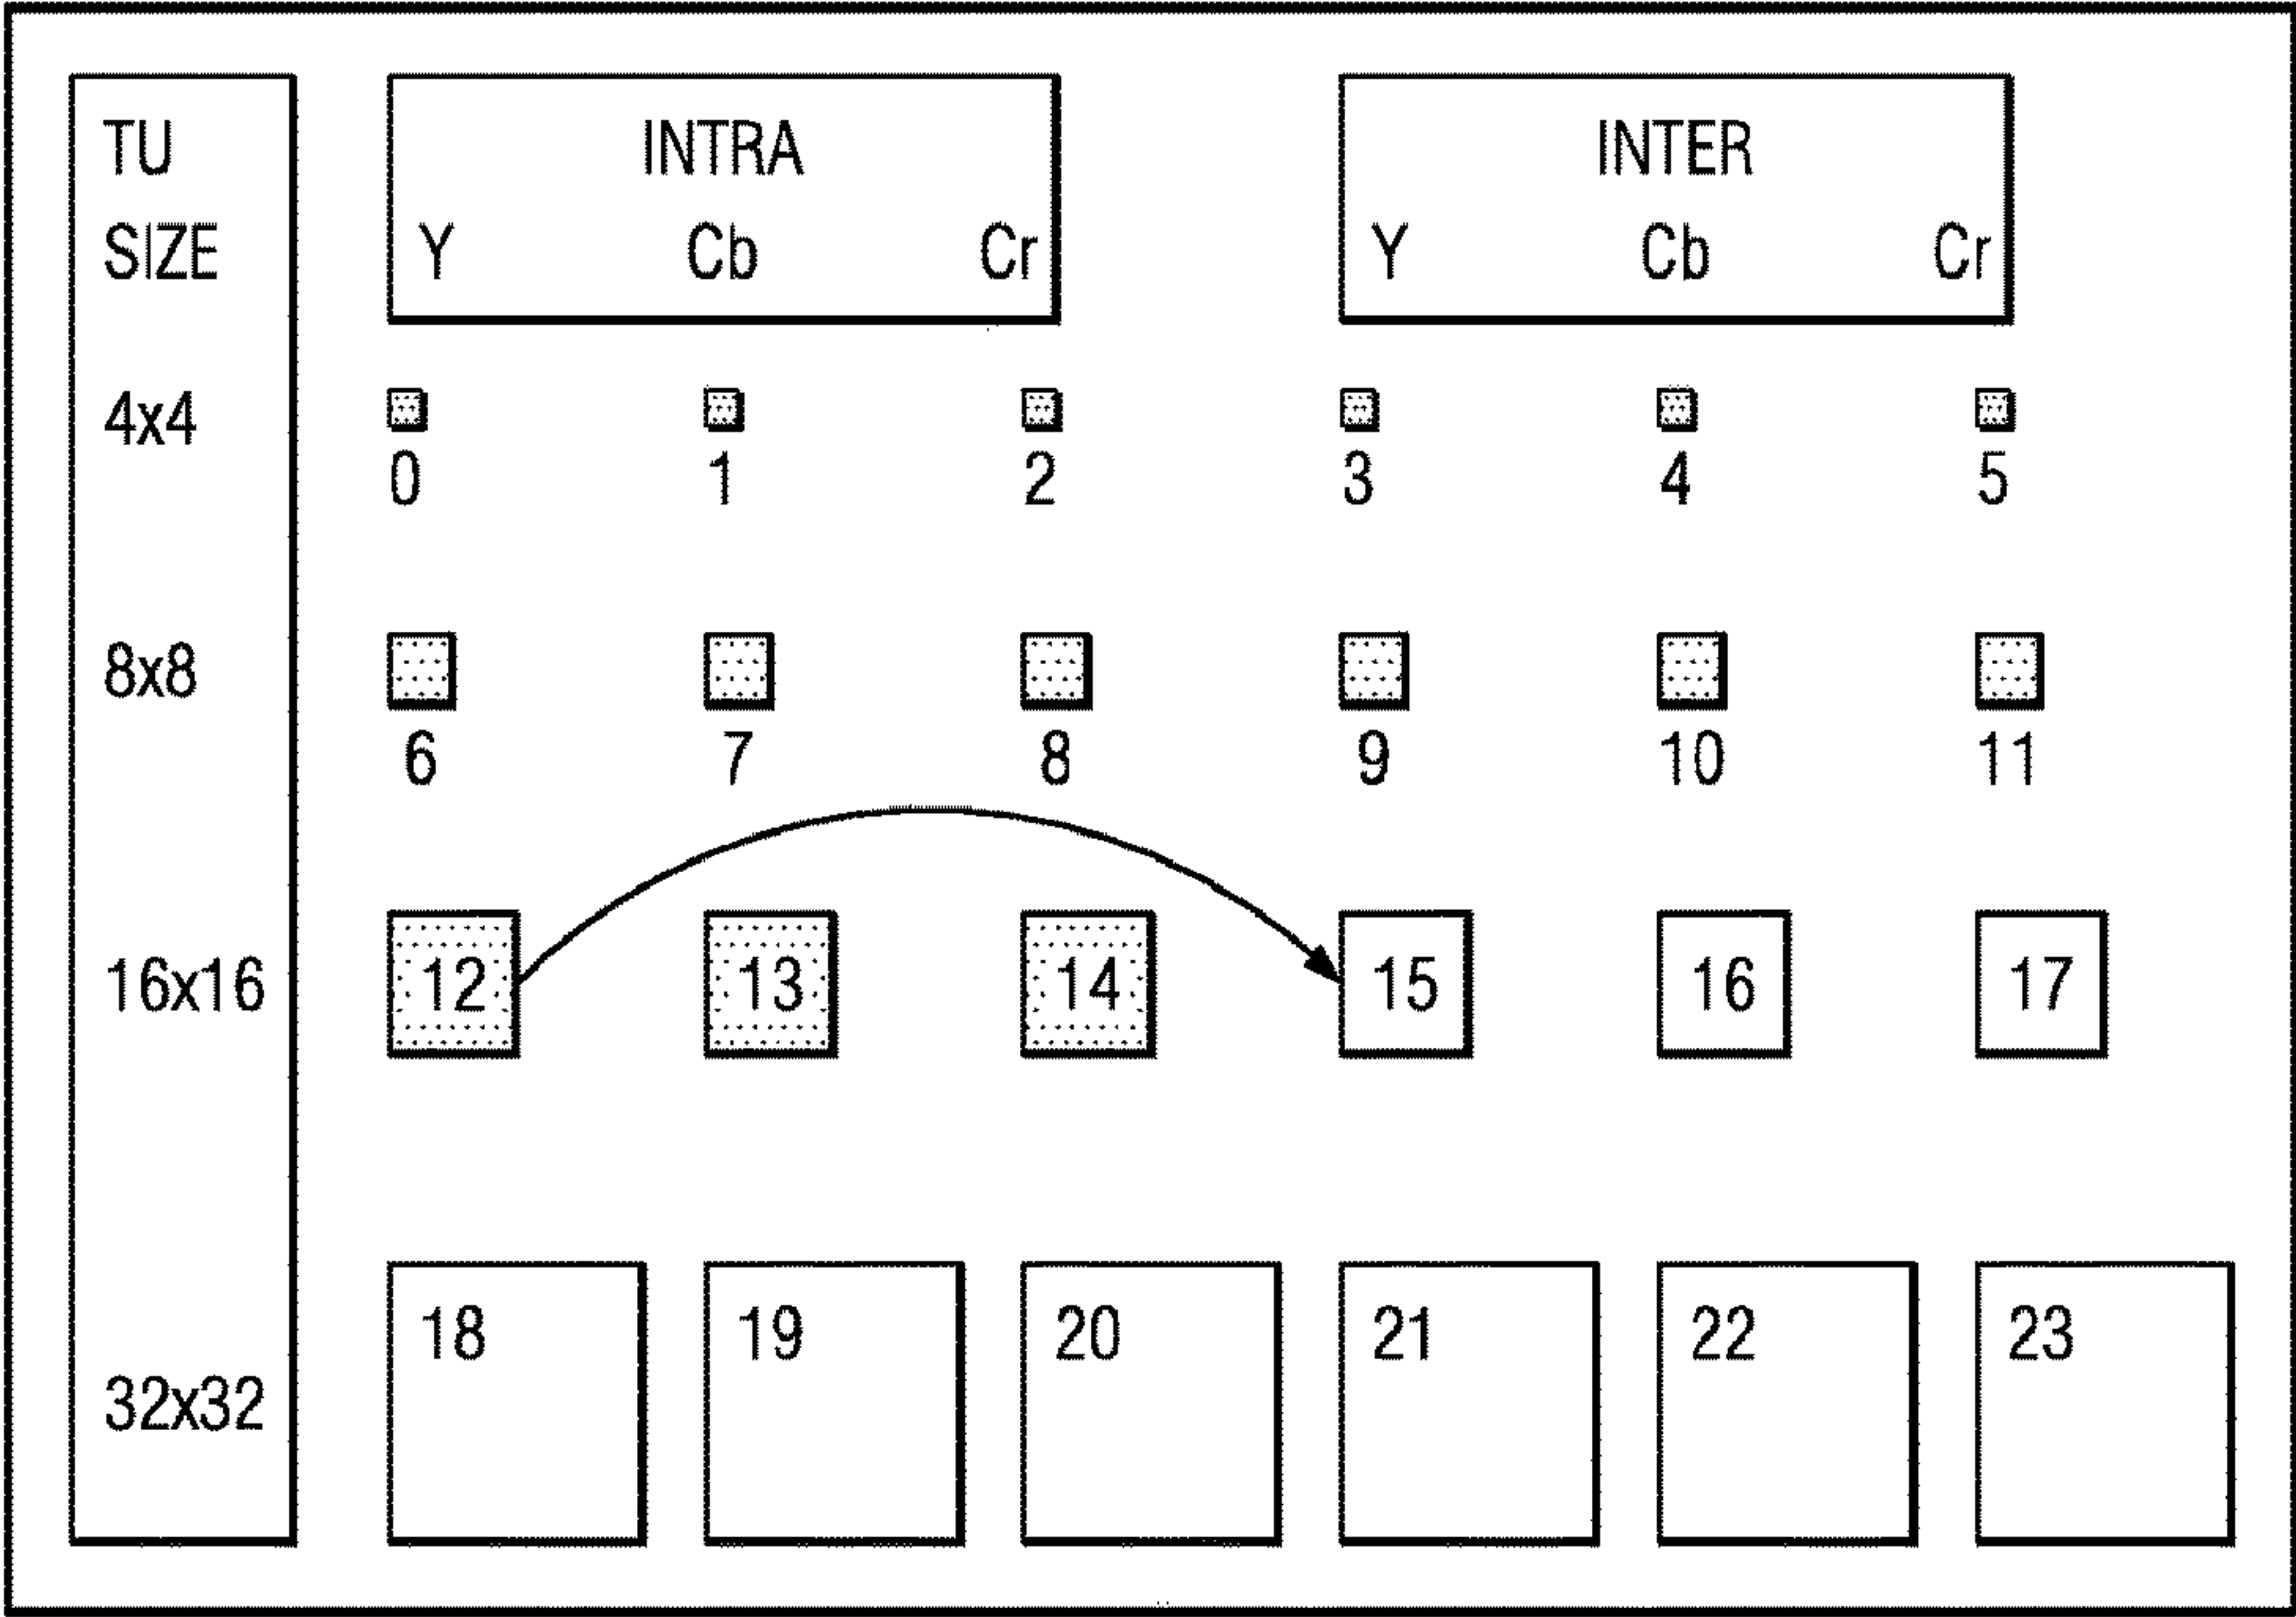 TU
SIZE
INTRA
Y Cb Cr
INTER
Y Cb Cr
4x4
0 1 2 3 4 5
8x8
6 7 8 9 10 11
16x16
12 13 14 15 16 17
32x32
18 19 20 21 22 23